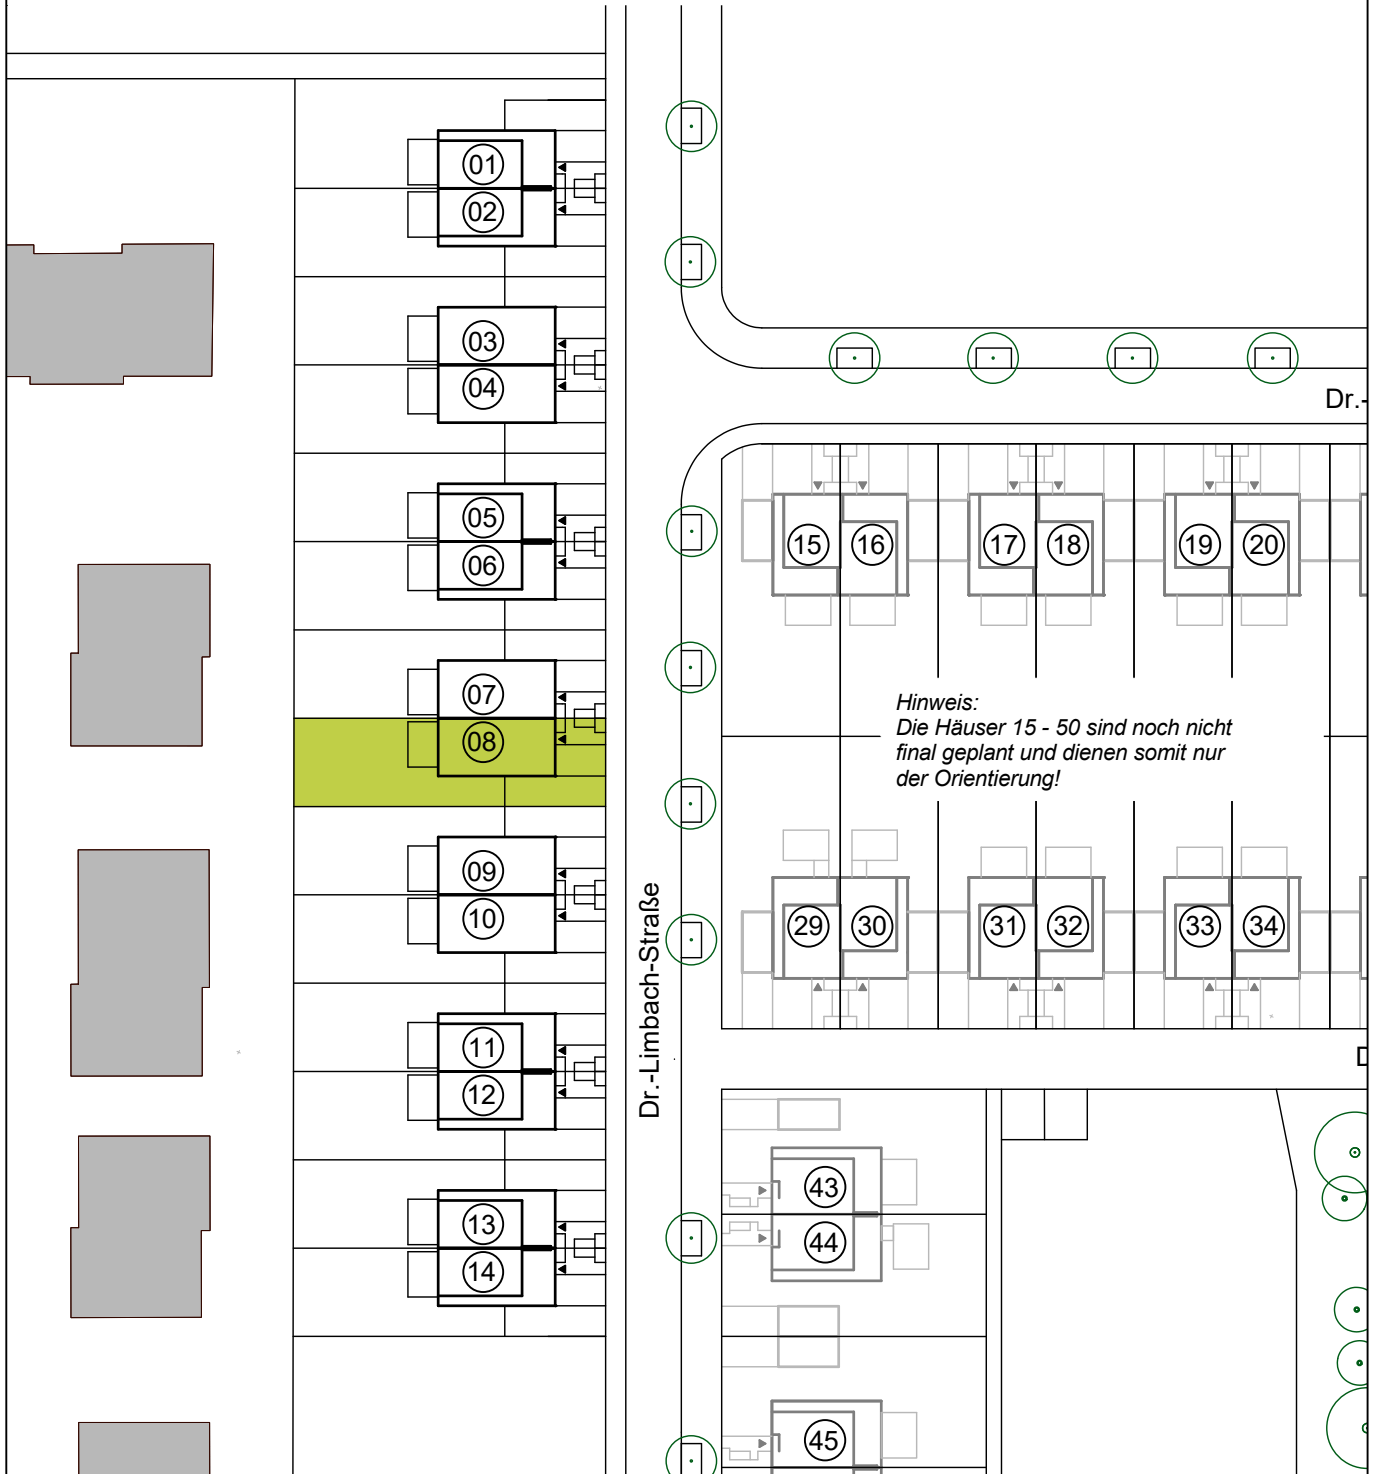 01
02
03
04
Dr.-
05
06
15 16 17 18 19 20
07
08
Hinweis:
Die Häuser 15 - 50 sind noch nicht
final geplant und dienen somit nur
der Orientierung!
09
10
Dr.-Limbach-Straße
29 30 31 32 33 34
11
12
D
13
14
43
44
45